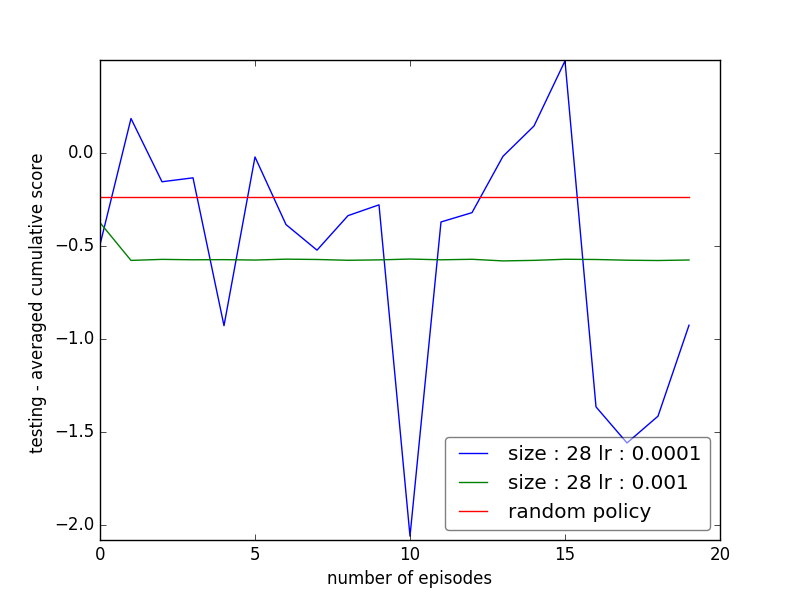 0.0
−0.5
−1.0
−1.5
−2.0
testing - averaged cumulative score
size : 28 lr : 0.0001
size : 28 lr : 0.001
random policy
0 5 10 15 20
number of episodes